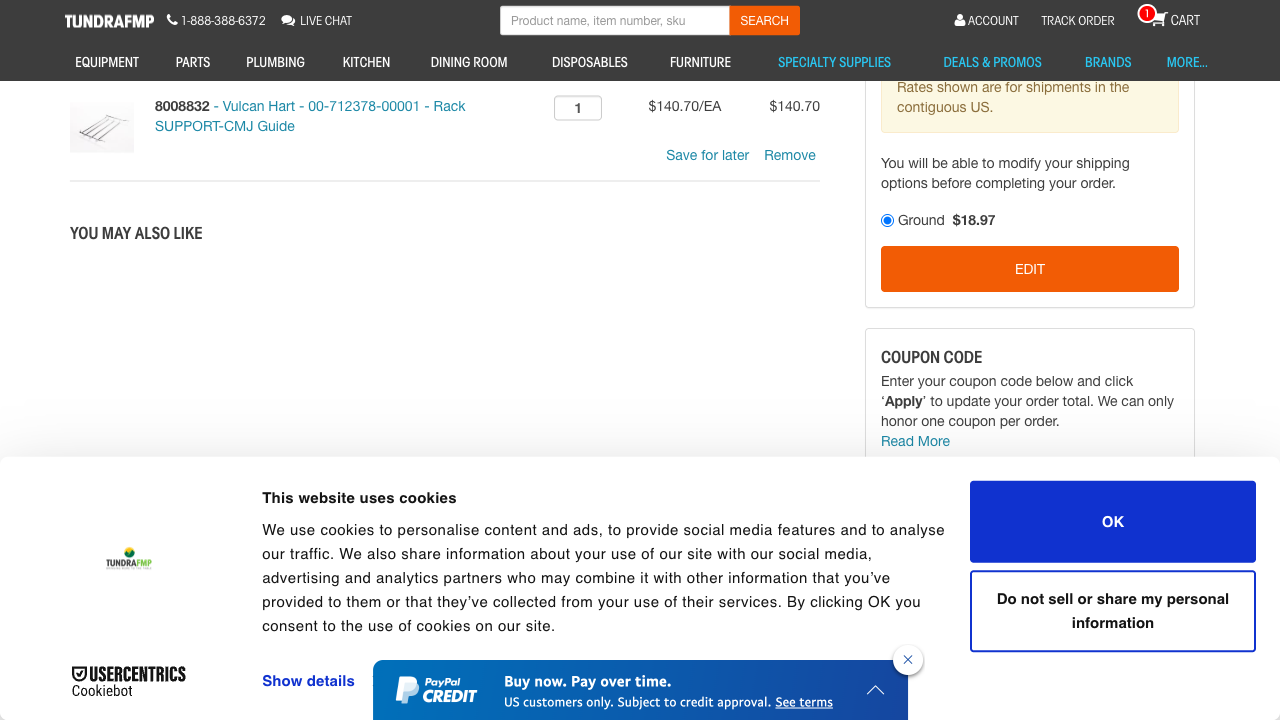 TUNDRAFMP 1-888-388-6372 LIVE CHAT Product name, item number, sku SEARCH ACCOUNT TRACK ORDER 1 CART
EQUIPMENT PARTS PLUMBING KITCHEN DINING ROOM DISPOSABLES FURNITURE SPECIALTY SUPPLIES DEALS & PROMOS BRANDS MORE...
8008832 - Vulcan Hart - 00-712378-00001 - Rack
SUPPORT-CMJ Guide
1 $140.70/EA $140.70
Save for later Remove
YOU MAY ALSO LIKE
Rates shown are for shipments in the
contiguous US.
You will be able to modify your shipping
options before completing your order.
Ground $18.97
EDIT
COUPON CODE
Enter your coupon code below and click
‘Apply’ to update your order total. We can only
honor one coupon per order.
Read More
TUNDRAFMP
USERCENTRICS
Cookiebot
This website uses cookies
We use cookies to personalise content and ads, to provide social media features and to analyse
our traffic. We also share information about your use of our site with our social media,
advertising and analytics partners who may combine it with other information that you’ve
provided to them or that they’ve collected from your use of their services. By clicking OK you
consent to the use of cookies on our site.
Show details
OK
Do not sell or share my personal
information
PayPal
CREDIT
Buy now. Pay over time.
US customers only. Subject to credit approval. See terms